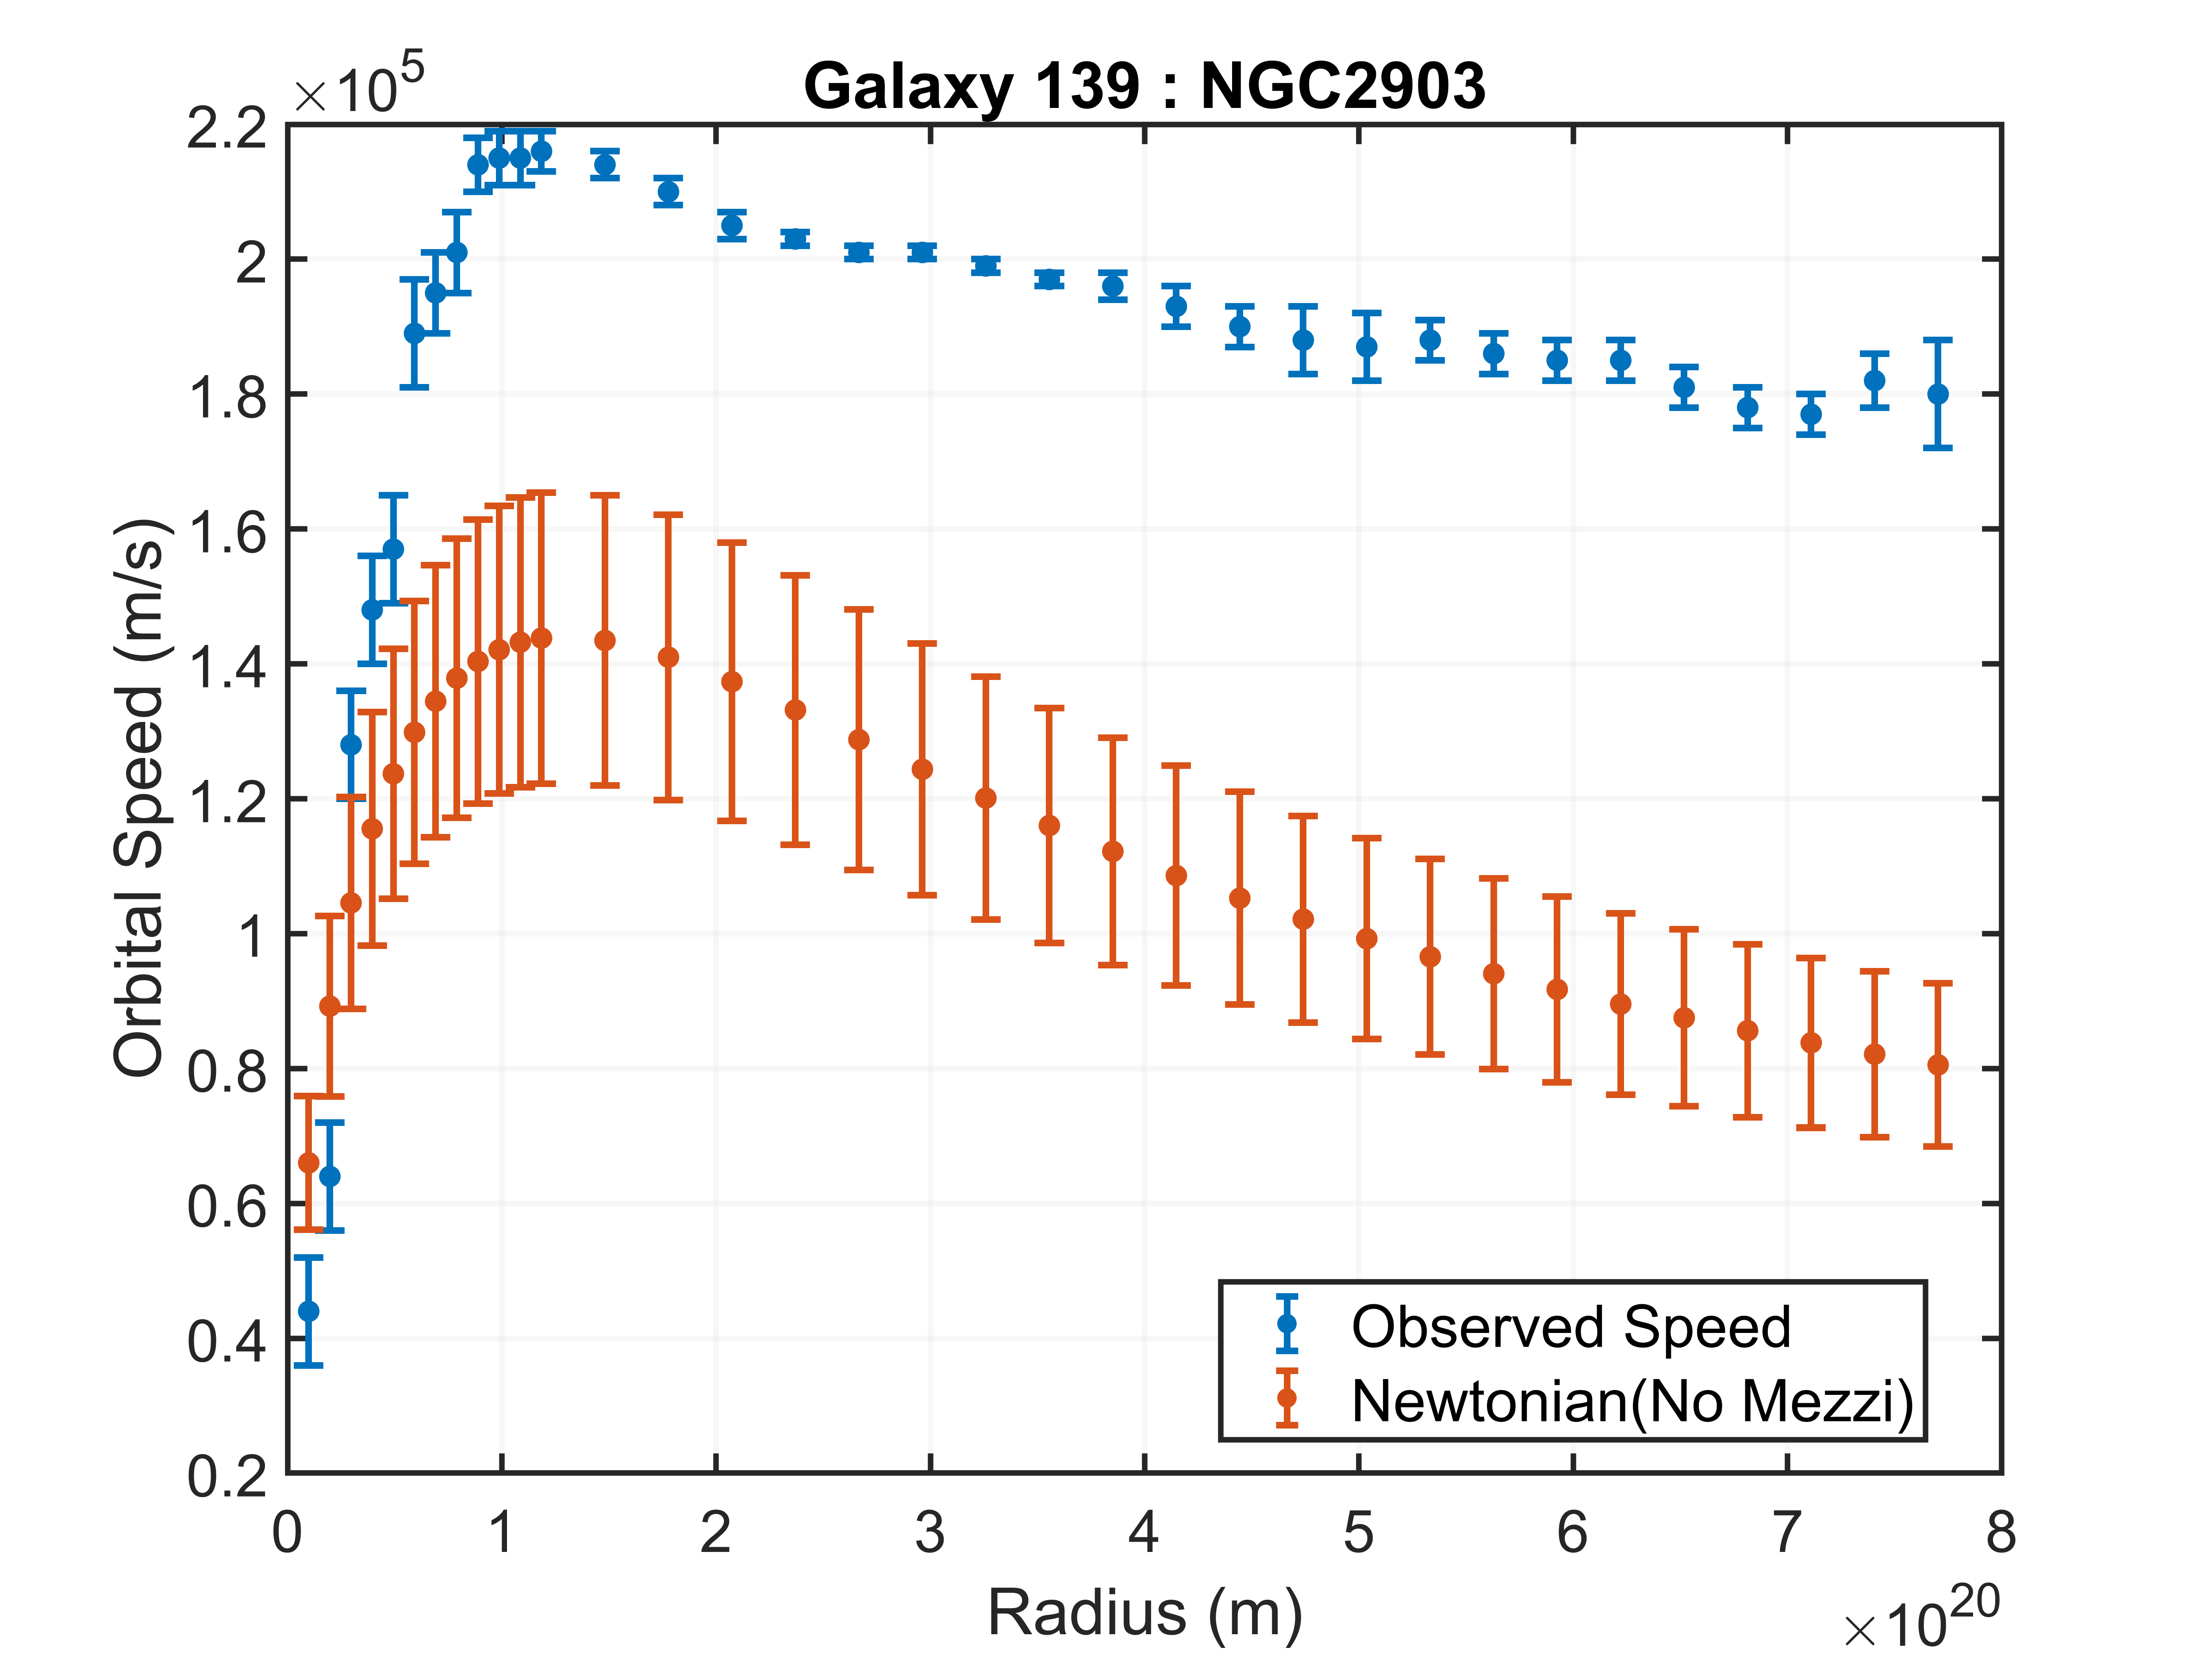 Galaxy 139 : NGC2903
×10^5
2.2
2
1.8
1.6
1.4
1.2
1
0.8
0.6
0.4
0.2
Orbital Speed (m/s)
Observed Speed
Newtonian(No Mezzi)
0 1 2 3 4 5 6 7 8
Radius (m)
×10^20